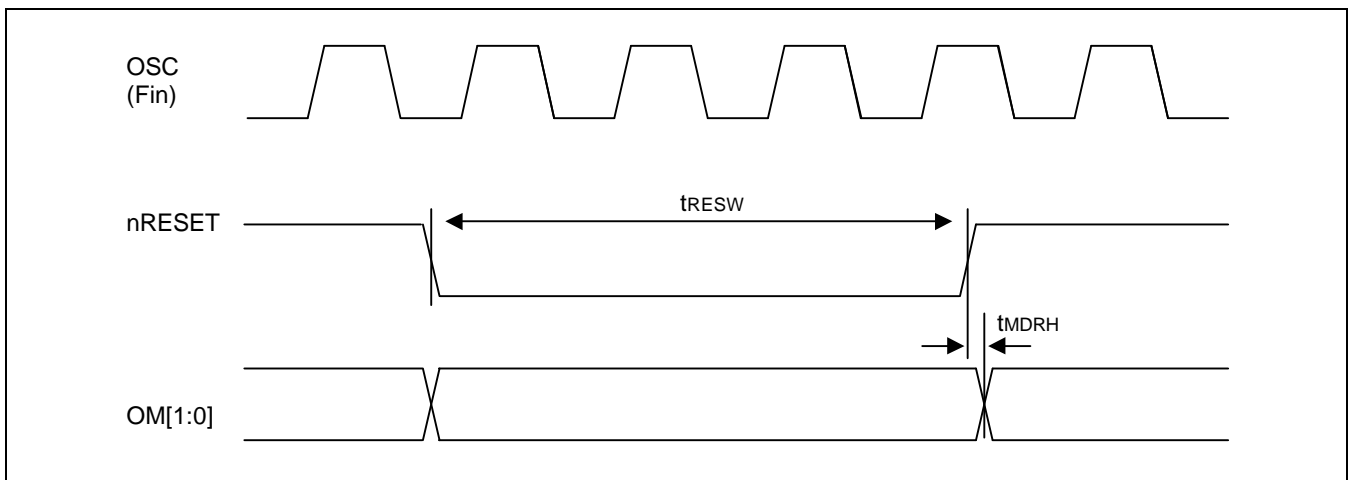 OSC
(Fin)
nRESET
tRESW
tMDRH
OM[1:0]